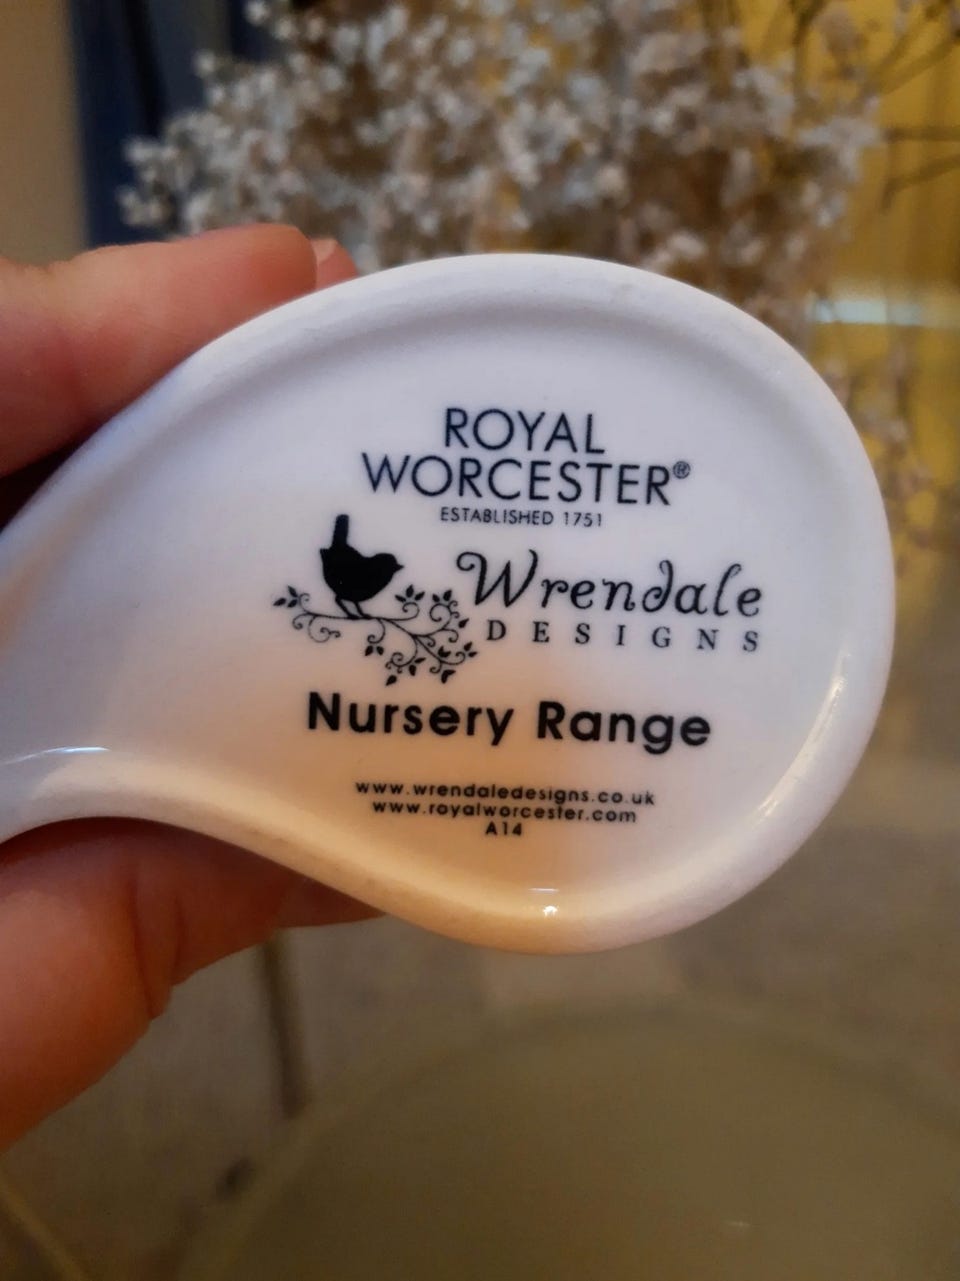 ROYAL
WORCESTER®
ESTABLISHED 1751
Wrendale
DESIGNS
Nursery Range
www.wrendaledesigns.co.uk
www.royalworcester.com
A14